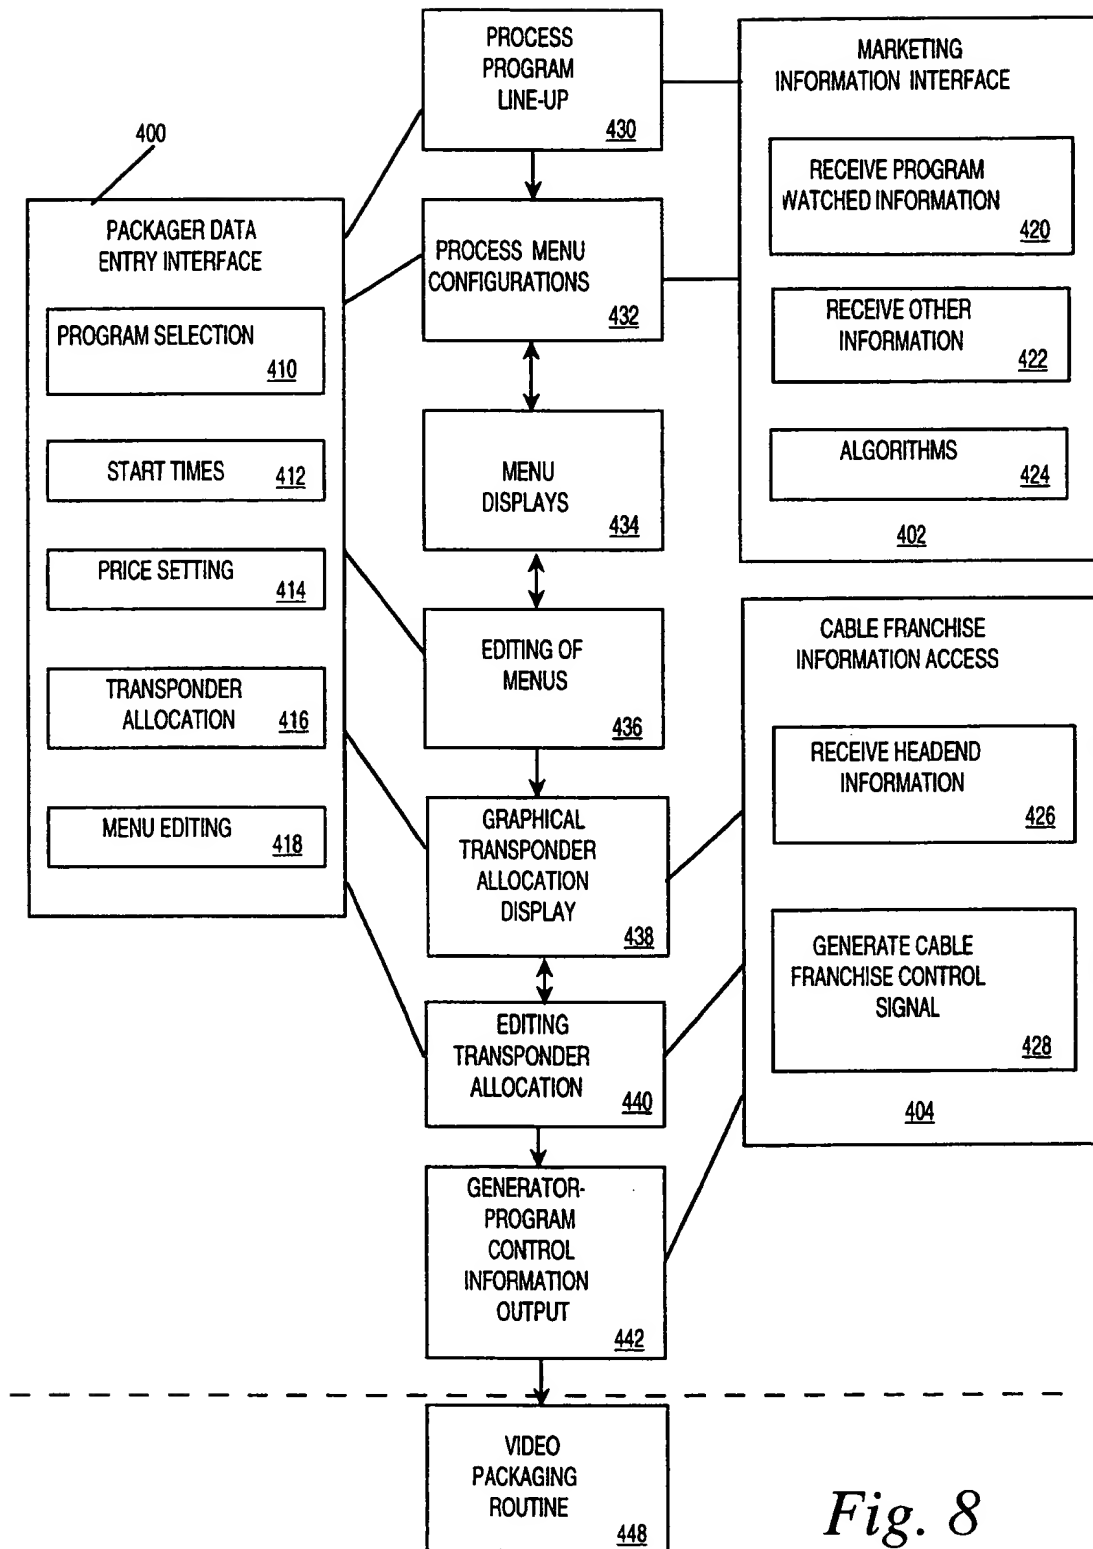 400
PACKAGER DATA
ENTRY INTERFACE
PROGRAM SELECTION
410
START TIMES 412
PRICE SETTING
414
TRANSPONDER
ALLOCATION 416
MENU EDITING 418
PROCESS
PROGRAM
LINE-UP
430
PROCESS MENU
CONFIGURATIONS
432
MENU
DISPLAYS
434
EDITING OF
MENUS
436
GRAPHICAL
TRANSPONDER
ALLOCATION
DISPLAY
438
EDITING
TRANSPONDER
ALLOCATION
440
GENERATOR-
PROGRAM
CONTROL
INFORMATION
OUTPUT
442
VIDEO
PACKAGING
ROUTINE
448
MARKETING
INFORMATION INTERFACE
RECEIVE PROGRAM
WATCHED INFORMATION
420
RECEIVE OTHER
INFORMATION
422
ALGORITHMS
424
402
CABLE FRANCHISE
INFORMATION ACCESS
RECEIVE HEADEND
INFORMATION
426
GENERATE CABLE
FRANCHISE CONTROL
SIGNAL
428
404
Fig. 8